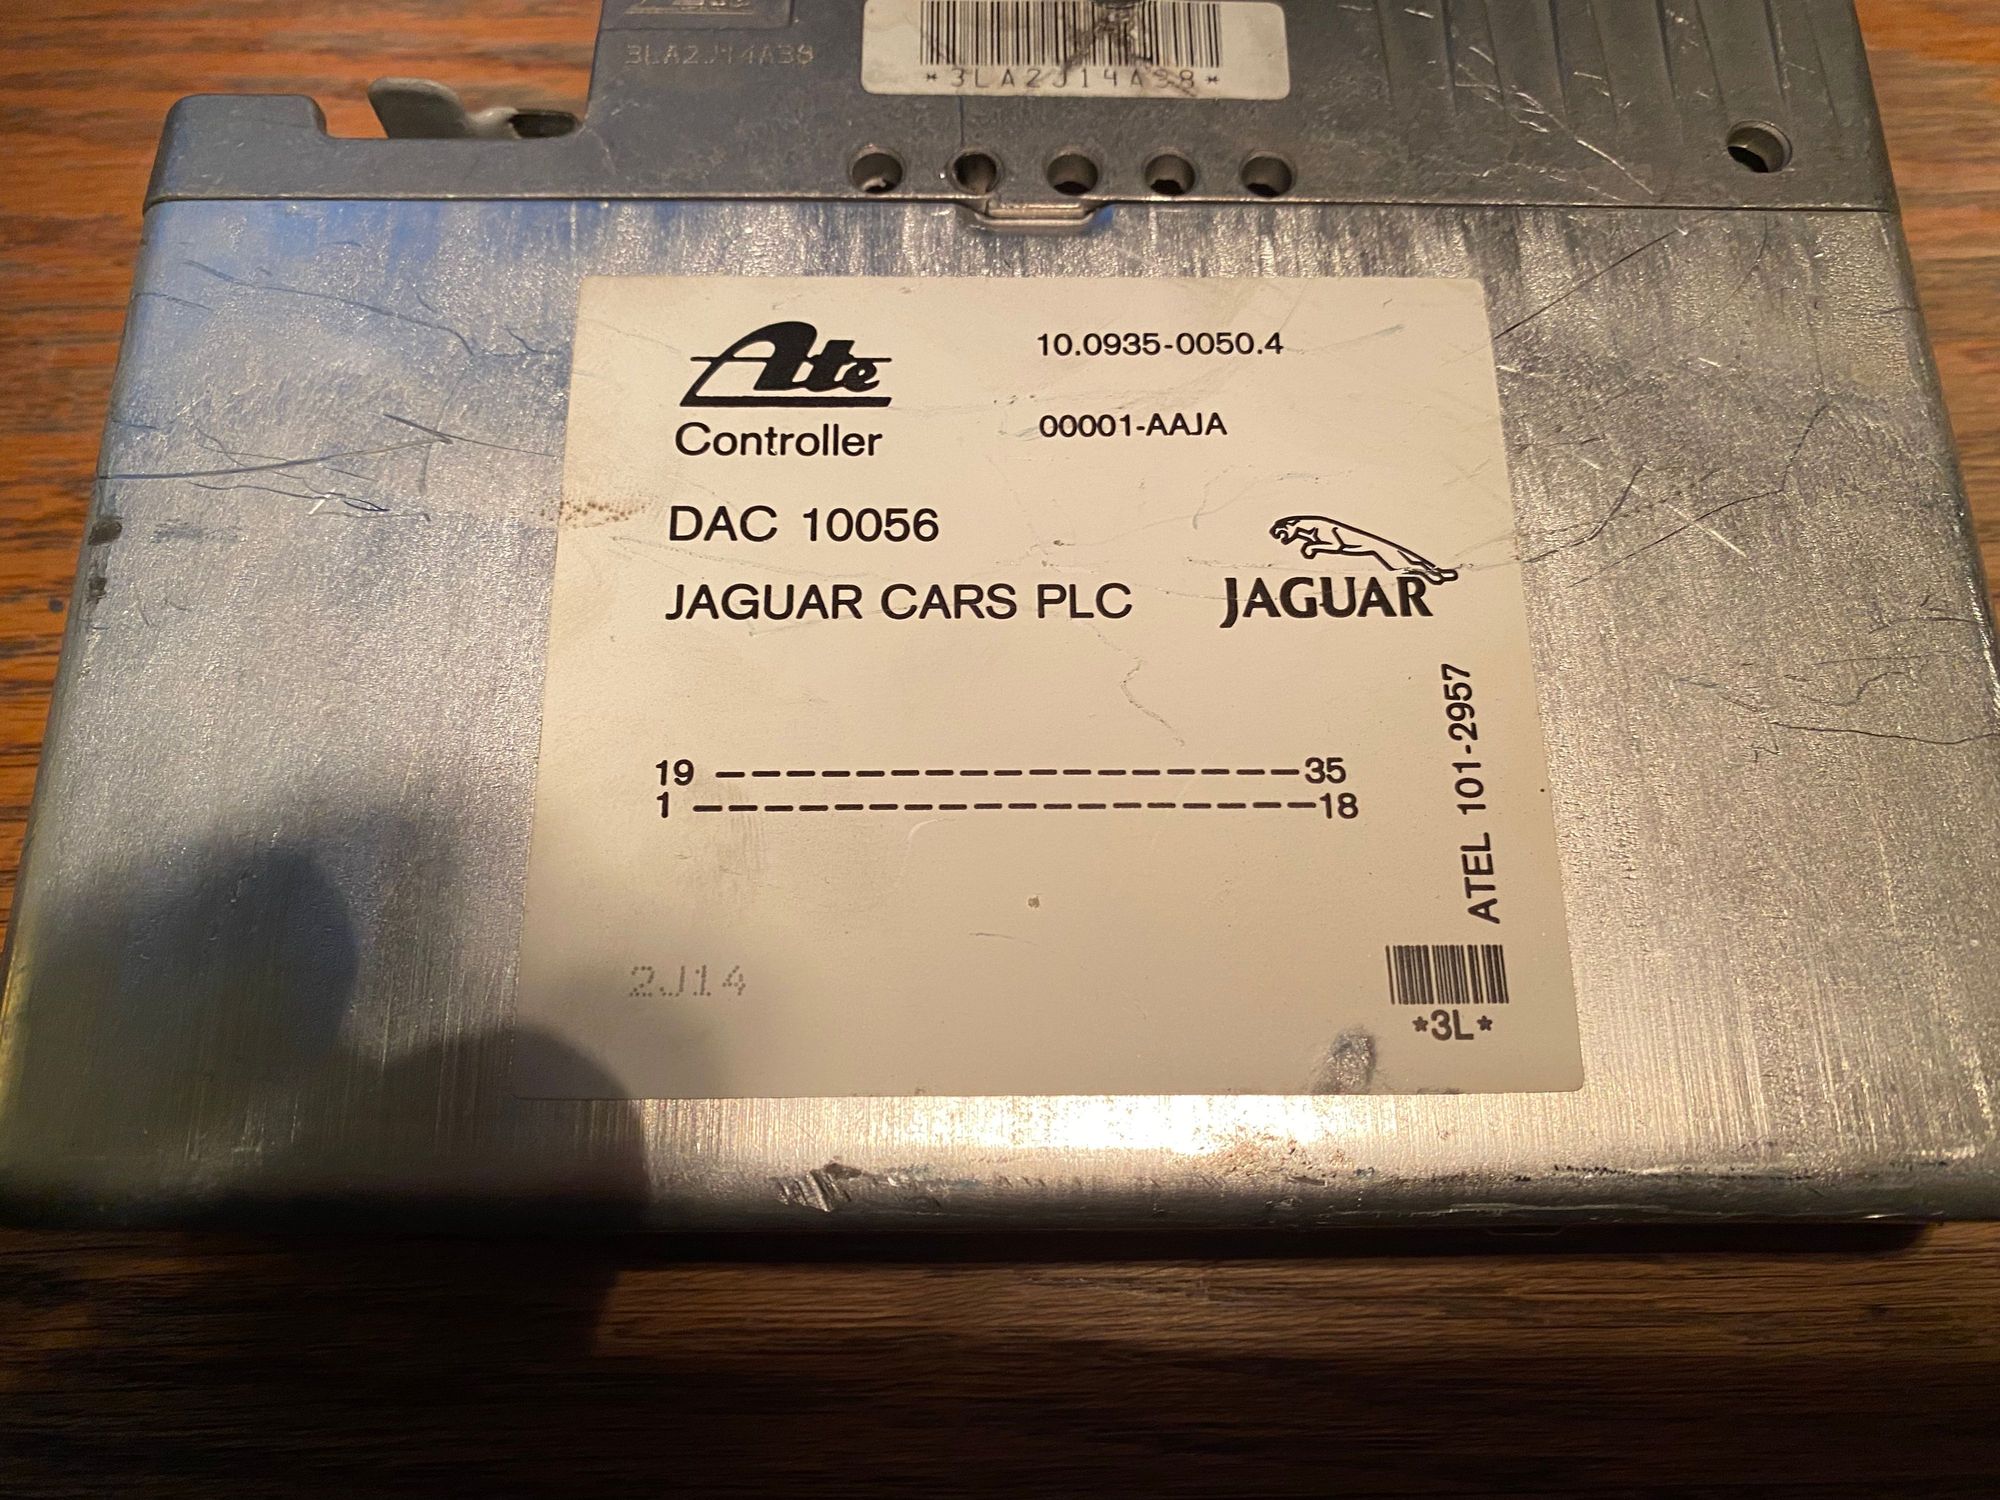 Ate
3LA2J14A38
*3LA2J14A38*
Ate
Controller
10.0935-0050.4
00001-AAJA
DAC 10056
JAGUAR CARS PLC
JAGUAR
19 ----------------- 35
1 ------------------ 18
ATEL 101-2957
2J14
*3L*